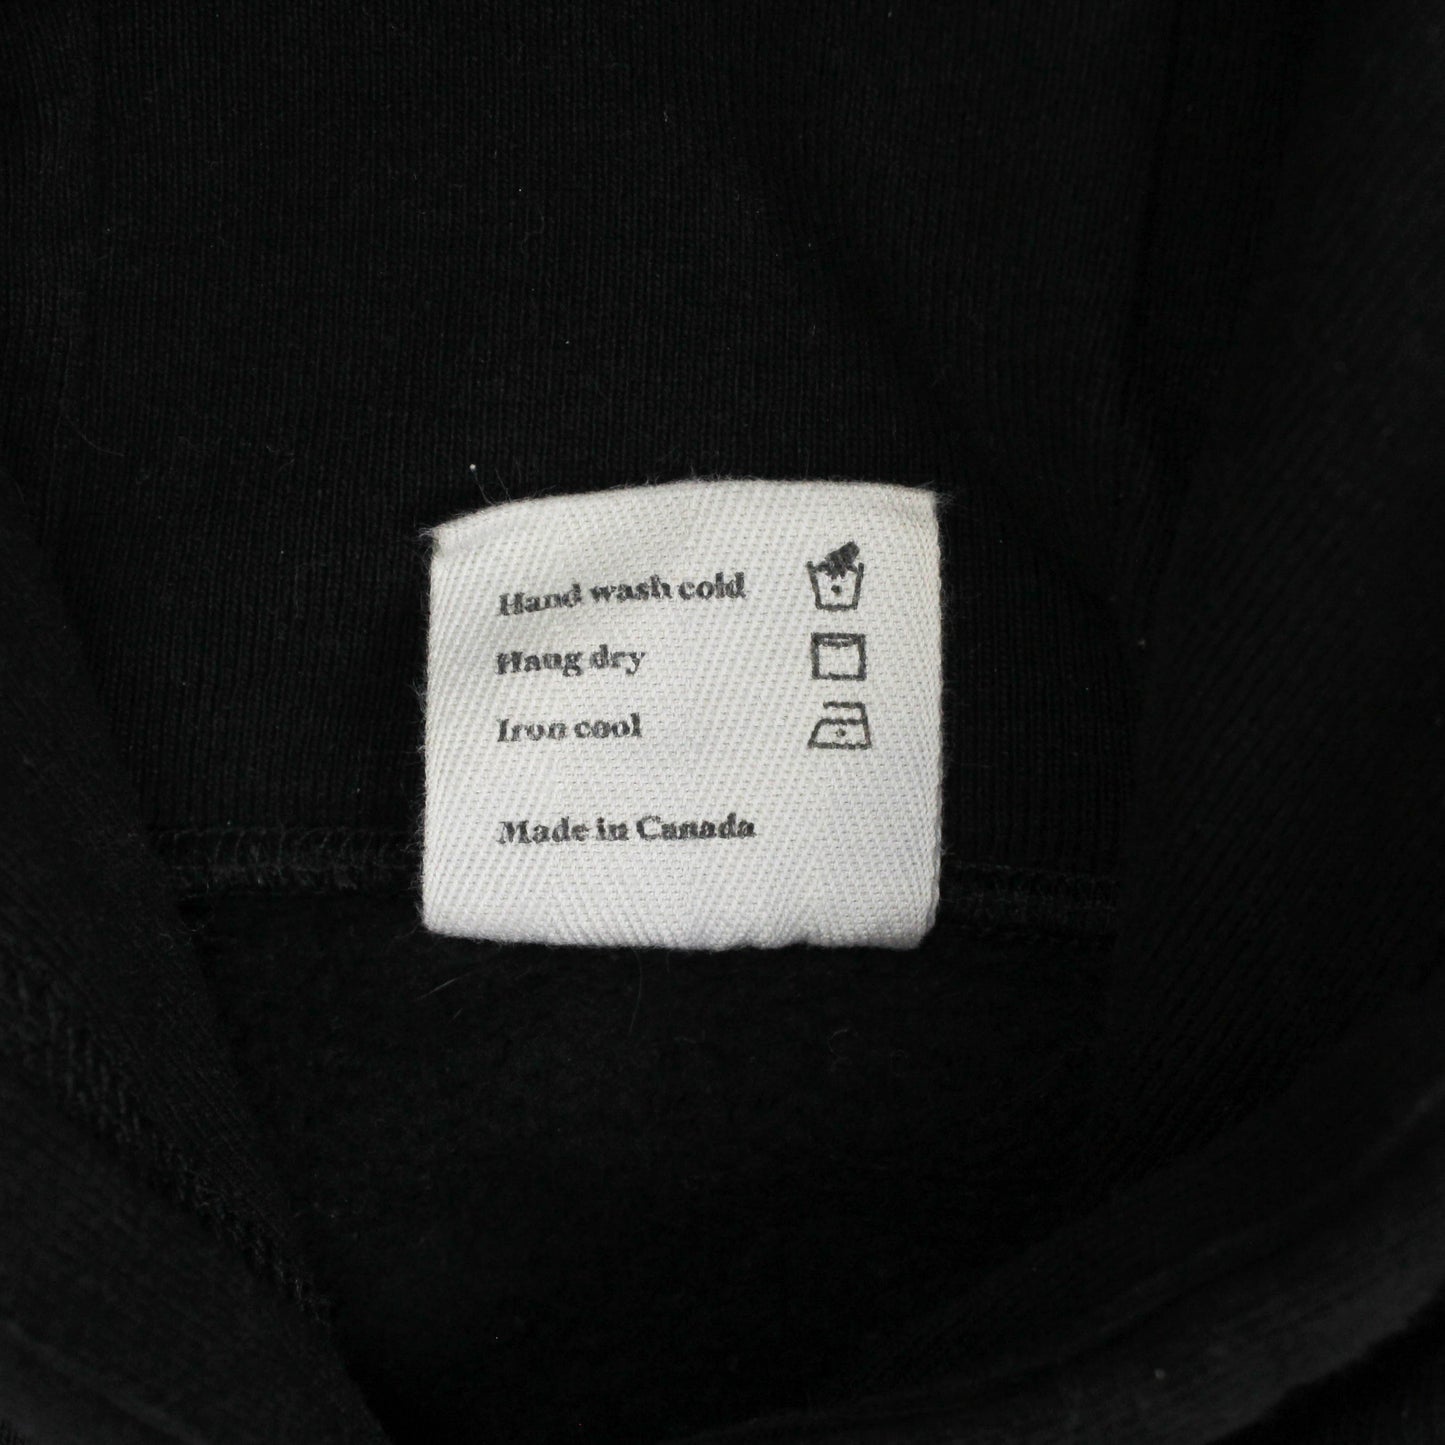 Hand wash cold
Hang dry
Iron cool
Made in Canada